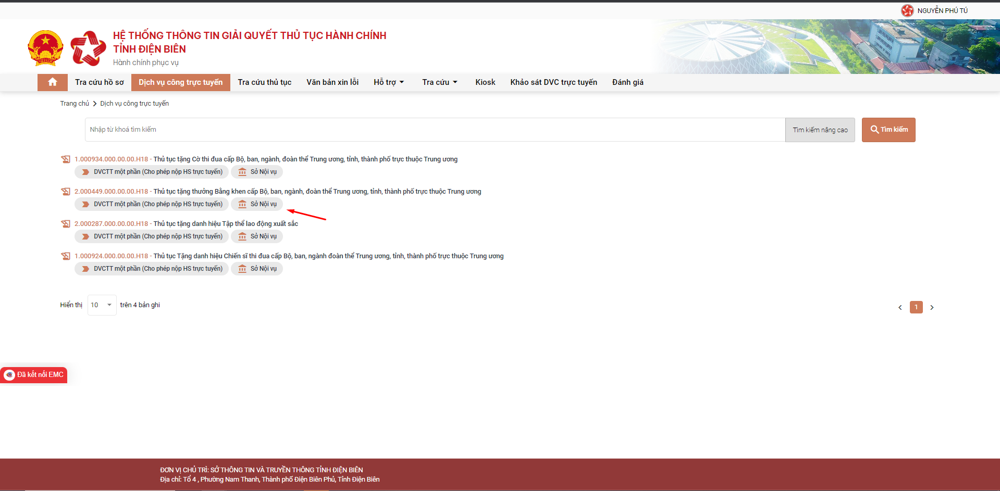 NGUYỄN PHÚ TÚ
HỆ THỐNG THÔNG TIN GIẢI QUYẾT THỦ TỤC HÀNH CHÍNH
TỈNH ĐIỆN BIÊN
Hành chính phục vụ
VIỆT NAM
Tra cứu hồ sơ Dịch vụ công trực tuyến Tra cứu thủ tục Văn bản xin lỗi Hỗ trợ Tra cứu Kiosk Khảo sát DVC trực tuyến Đánh giá
Trang chủ Dịch vụ công trực tuyến
Nhập từ khoá tìm kiếm Tìm kiếm nâng cao Tìm kiếm
1.000934.000.00.00.H18 - Thủ tục tặng Cờ thi đua cấp Bộ, ban, ngành, đoàn thể Trung ương, tỉnh, thành phố trực thuộc Trung ương
DVCTT một phần (Cho phép nộp HS trực tuyến) Sở Nội vụ
2.000449.000.00.00.H18 - Thủ tục tặng thưởng Bằng khen cấp Bộ, ban, ngành, đoàn thể Trung ương, tỉnh, thành phố trực thuộc Trung ương
DVCTT một phần (Cho phép nộp HS trực tuyến) Sở Nội vụ
2.000287.000.00.00.H18 - Thủ tục tặng danh hiệu Tập thể lao động xuất sắc
DVCTT một phần (Cho phép nộp HS trực tuyến) Sở Nội vụ
1.000924.000.00.00.H18 - Thủ tục Tặng danh hiệu Chiến sĩ thi đua cấp Bộ, ban, ngành đoàn thể Trung ương, tỉnh, thành phố trực thuộc Trung ương
DVCTT một phần (Cho phép nộp HS trực tuyến) Sở Nội vụ
Hiển thị 10 trên 4 bản ghi 1
Đã kết nối EMC
ĐƠN VỊ CHỦ TRÌ: SỞ THÔNG TIN VÀ TRUYỀN THÔNG TỈNH ĐIỆN BIÊN
Địa chỉ: Tổ 4 , Phường Nam Thanh, Thành phố Điện Biên Phủ, Tỉnh Điện Biên